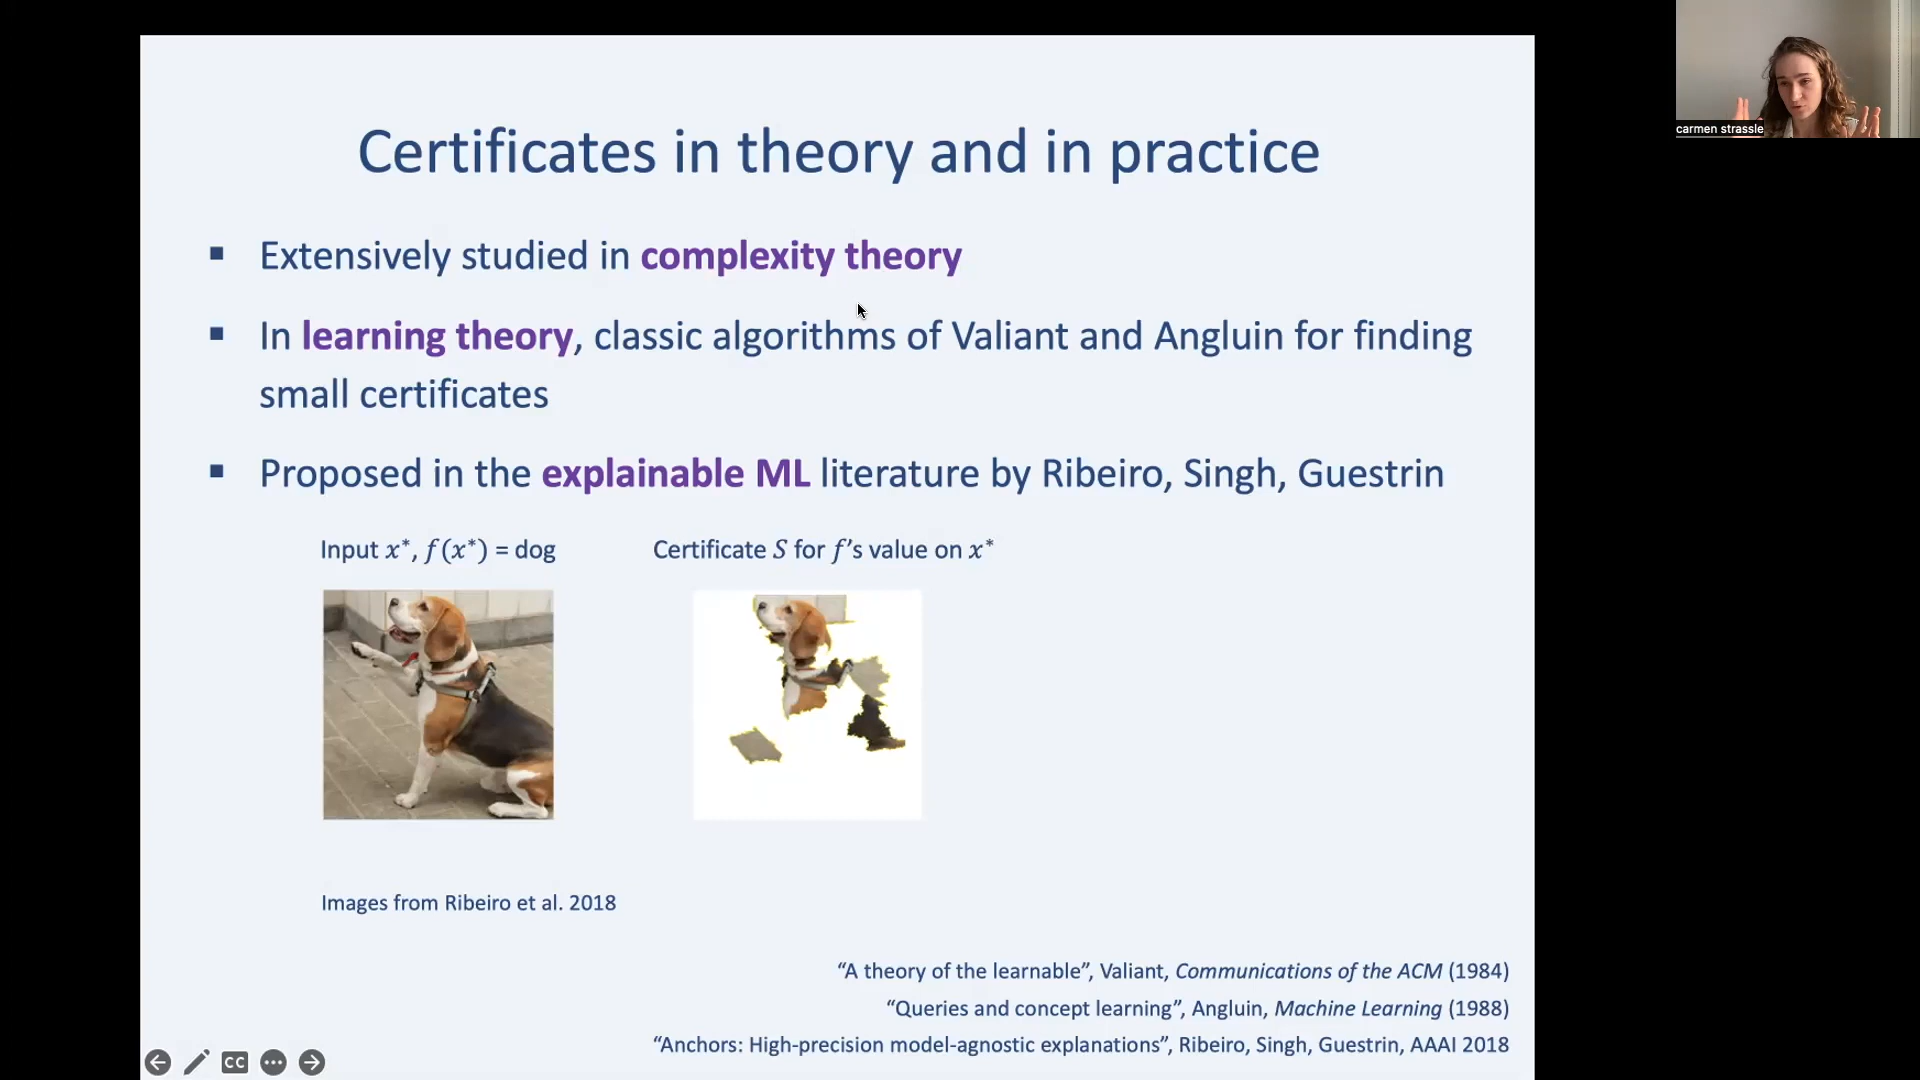 carmen strassle
Certificates in theory and in practice
▪ Extensively studied in complexity theory
▪ In learning theory, classic algorithms of Valiant and Angluin for finding
small certificates
▪ Proposed in the explainable ML literature by Ribeiro, Singh, Guestrin
Input x*, f(x*) = dog
Certificate S for f’s value on x*
Images from Ribeiro et al. 2018
“A theory of the learnable”, Valiant, Communications of the ACM (1984)
“Queries and concept learning”, Angluin, Machine Learning (1988)
“Anchors: High-precision model-agnostic explanations”, Ribeiro, Singh, Guestrin, AAAI 2018
CC